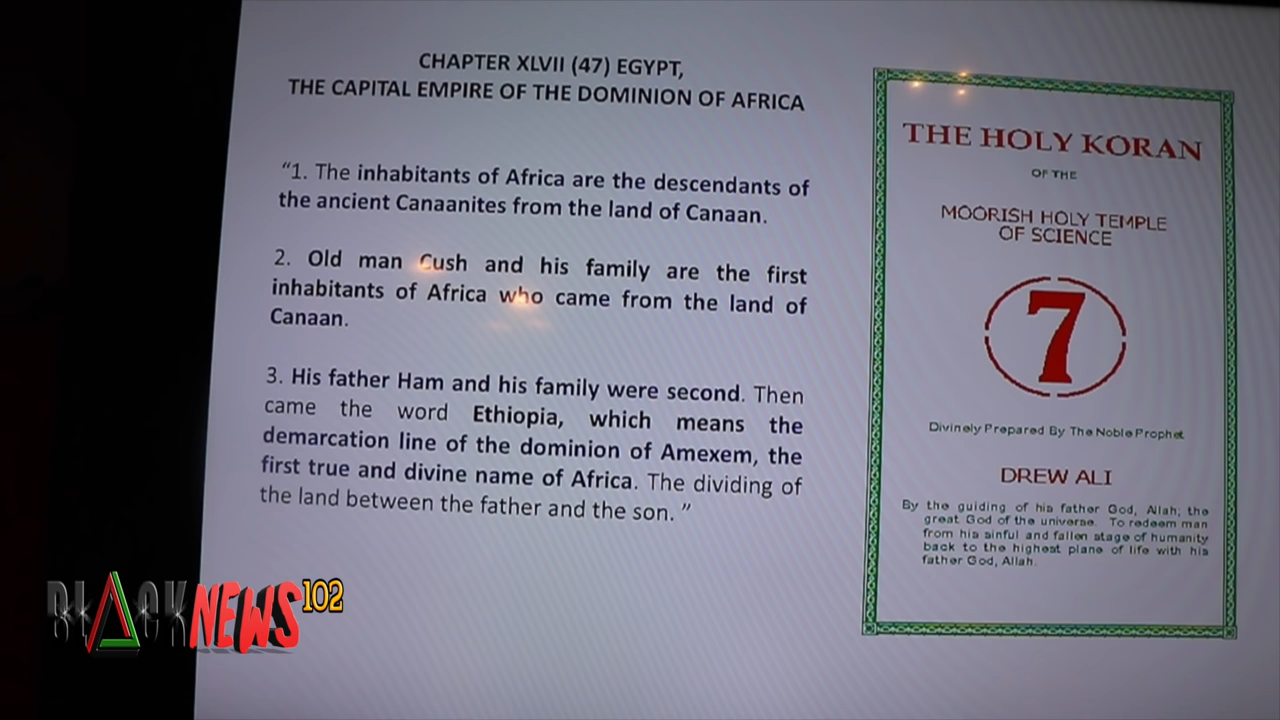 CHAPTER XLVII (47) EGYPT,
THE CAPITAL EMPIRE OF THE DOMINION OF AFRICA
“1. The inhabitants of Africa are the descendants of
the ancient Canaanites from the land of Canaan.
2. Old man Cush and his family are the first
inhabitants of Africa who came from the land of
Canaan.
3. His father Ham and his family were second. Then
came the word Ethiopia, which means the
demarcation line of the dominion of Amexem, the
first true and divine name of Africa. The dividing of
the land between the father and the son. ”
THE HOLY KORAN
OF THE
MOORISH HOLY TEMPLE
OF SCIENCE
7
Divinely Prepared By The Noble Prophet
DREW ALI
By the guiding of his father God, Allah; the
great God of the universe. To redeem man
from his sinful and fallen stage of humanity
back to the highest plane of life with his
father God, Allah.
BLACK NEWS 102